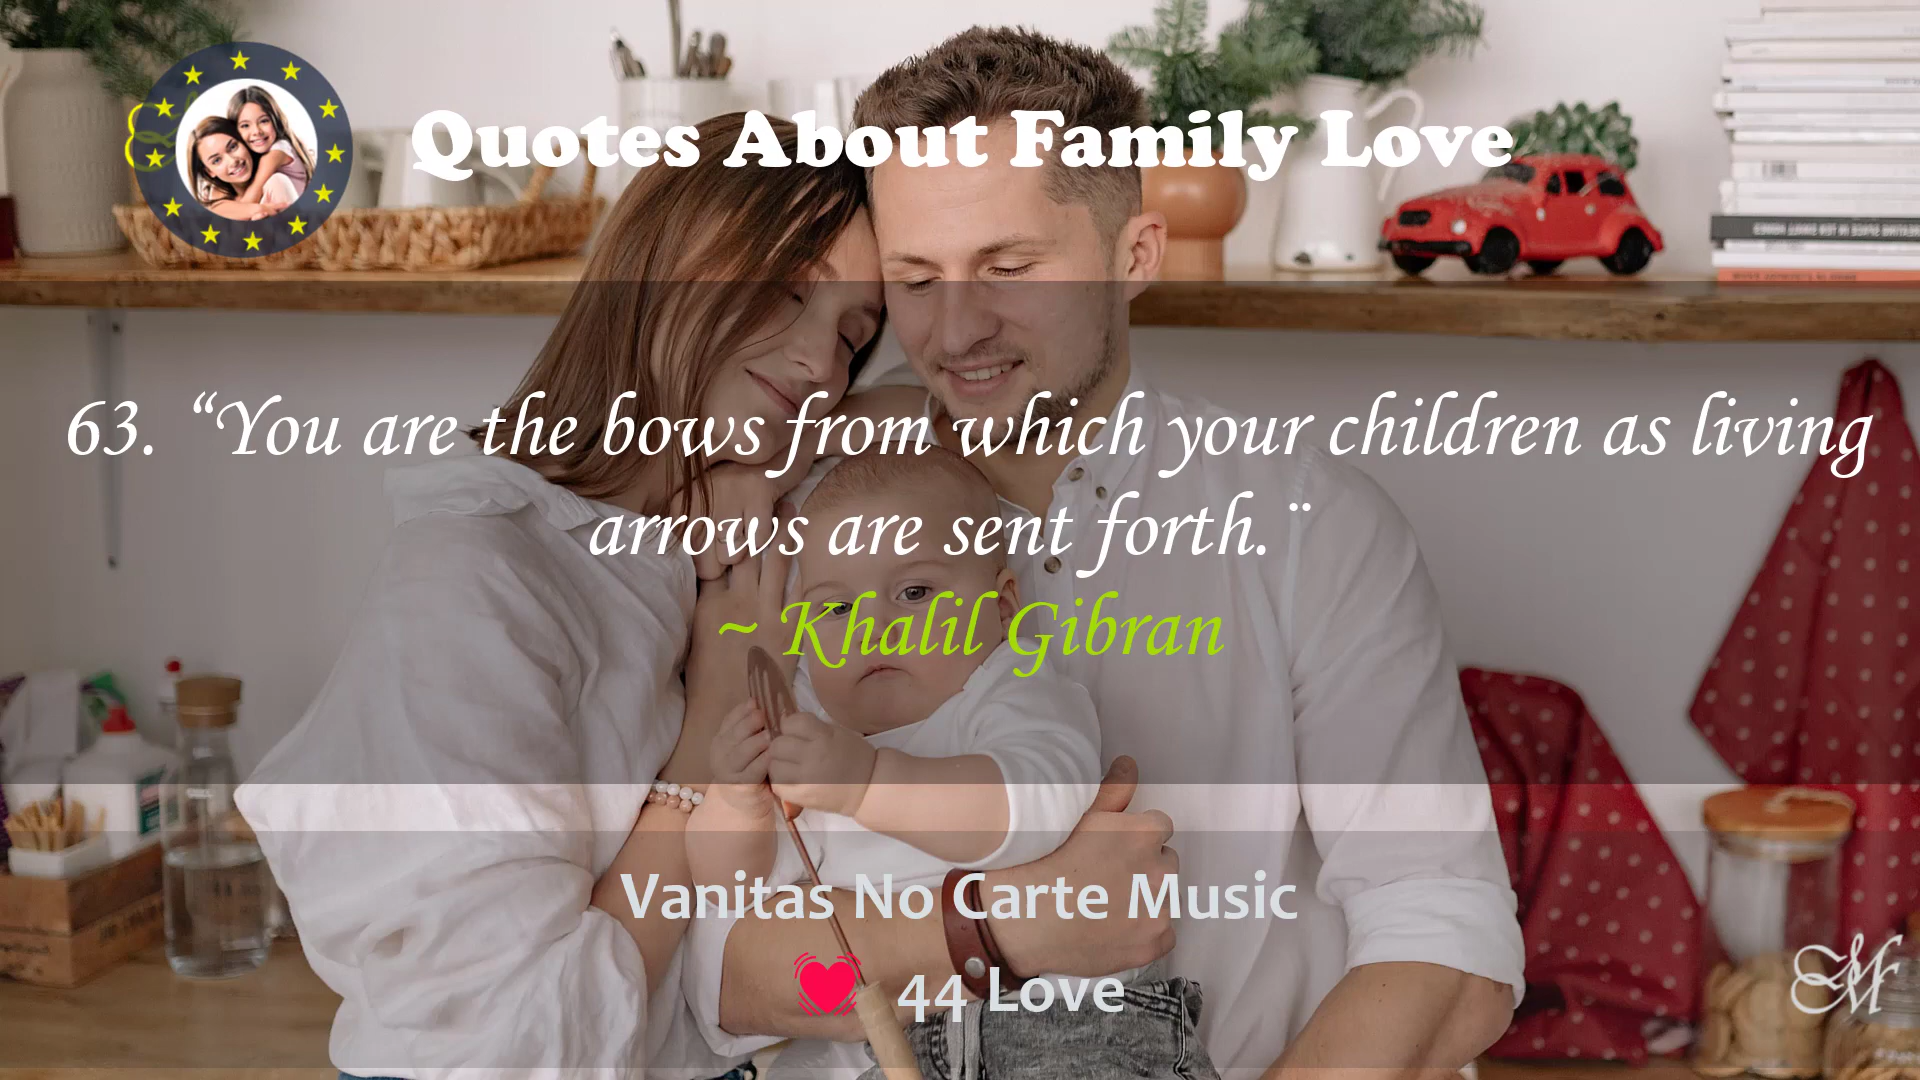 Quotes About Family Love
63. “You are the bows from which your children as living
arrows are sent forth.¨
~ Khalil Gibran
Vanitas No Carte Music
44 Love
M